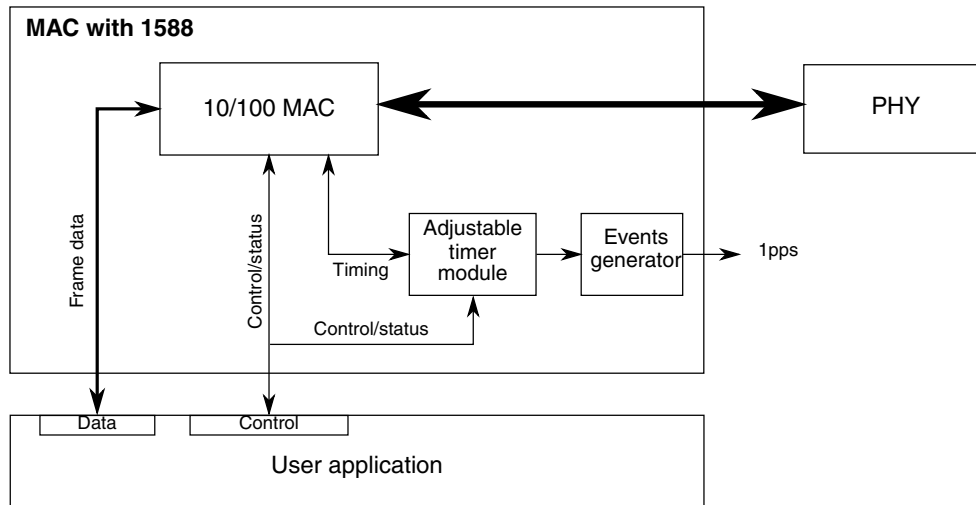 MAC with 1588
10/100 MAC
PHY
Frame data
Control/status
Timing
Adjustable
timer
module
Events
generator
1pps
Control/status
Data
Control
User application